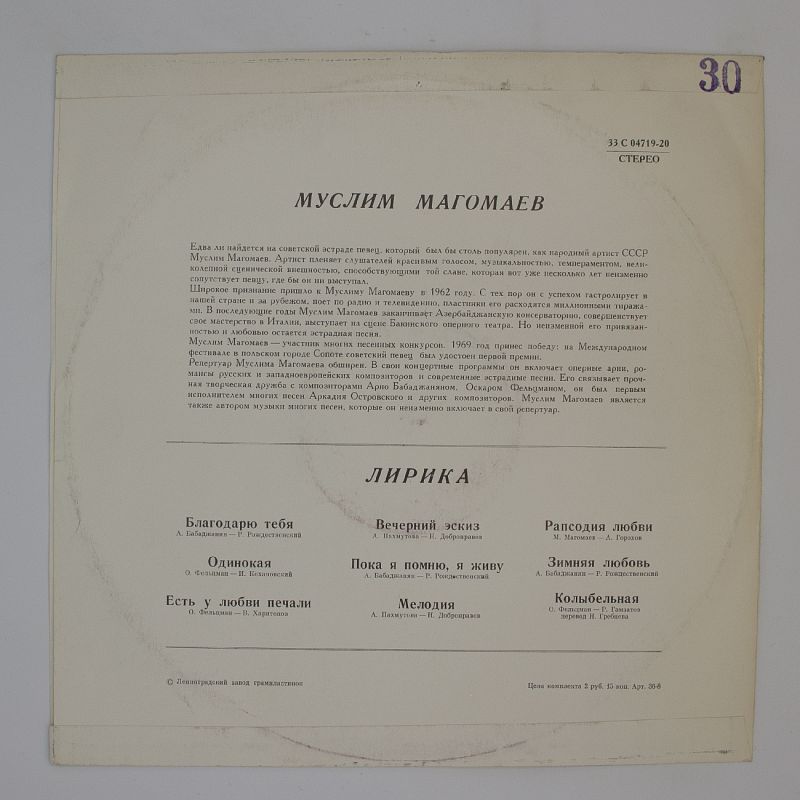 30
33 С 04719-20
СТЕРЕО
МУСЛИМ МАГОМАЕВ
Едва ли найдется на советской эстраде певец, который был бы столь популярен, как народный артист СССР
Муслим Магомаев. Артист пленяет слушателей красивым голосом, музыкальностью, темпераментом, вели-
колепной сценической внешностью, способствующими той славе, которая вот уже несколько лет неизменно
сопутствует певцу, где бы он ни выступал.
Широкое признание пришло к Муслиму Магомаеву в 1962 году. С тех пор он с успехом гастролирует в
нашей стране и за рубежом, поет по радио и телевидению, пластинки его расходятся миллионными тиража-
ми. В последующие годы Муслим Магомаев заканчивает Азербайджанскую консерваторию, совершенствует
свое мастерство в Италии, выступает на сцене Бакинского оперного театра. Но неизменной его привязан-
ностью и любовью остается эстрадная песня.
Муслим Магомаев — участник многих песенных конкурсов. 1969 год принес победу: на Международном
фестивале в польском городе Сопоте советский певец был удостоен первой премии.
Репертуар Муслима Магомаева обширен. В свои концертные программы он включает оперные арии, ро-
мансы русских и западноевропейских композиторов и современные эстрадные песни. Его связывает проч-
ная творческая дружба с композиторами Арно Бабаджаняном, Оскаром Фельцманом, он был первым
исполнителем многих песен Аркадия Островского и других композиторов. Муслим Магомаев является
также автором музыки многих песен, которые он неизменно включает в свой репертуар.
ЛИРИКА
Благодарю тебя
А. Бабаджанян — Р. Рождественский
Одинокая
О. Фельцман — И. Кохановский
Есть у любви печали
О. Фельцман — В. Харитонов
Вечерний эскиз
А. Пахмутова — Н. Добронравов
Пока я помню, я живу
А. Бабаджанян — Р. Рождественский
Мелодия
А. Пахмутова — Н. Добронравов
Рапсодия любви
М. Магомаев — А. Горохов
Зимняя любовь
А. Бабаджанян — Р. Рождественский
Колыбельная
О. Фельцман — Р. Гамзатов
перевод Н. Гребнева
© Ленинградский завод грампластинок
Цена комплекта 2 руб. 15 коп. Арт. 36-8